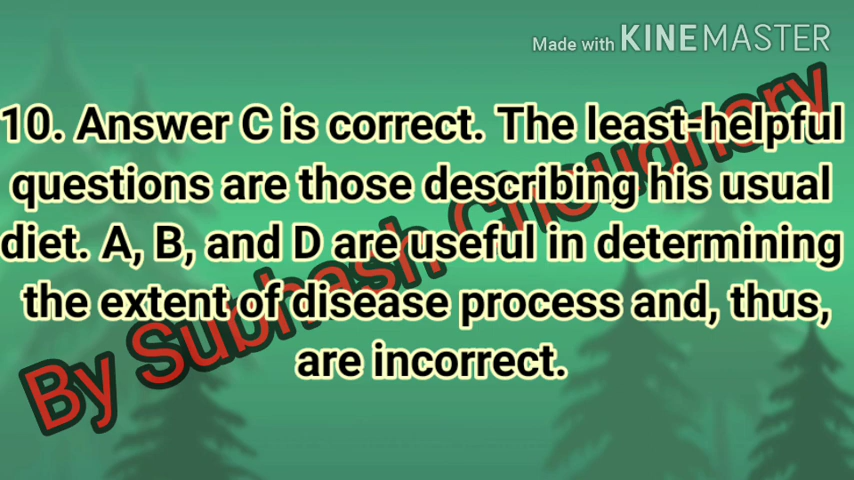 Made with KINEMASTER
10. Answer C is correct. The least-helpful
questions are those describing his usual
diet. A, B, and D are useful in determining
the extent of disease process and, thus,
are incorrect.
By Subhash Choudhary